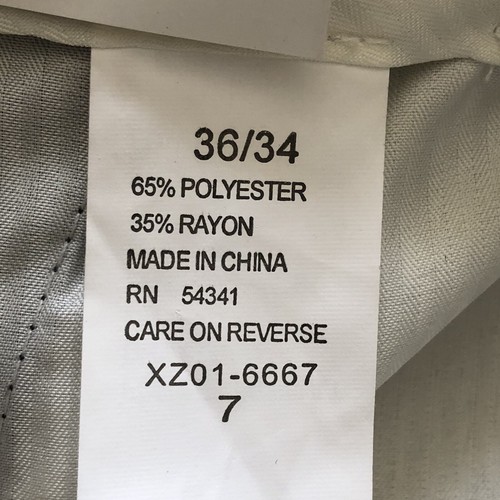 36/34
65% POLYESTER
35% RAYON
MADE IN CHINA
RN 54341
CARE ON REVERSE
XZ01-6667
7